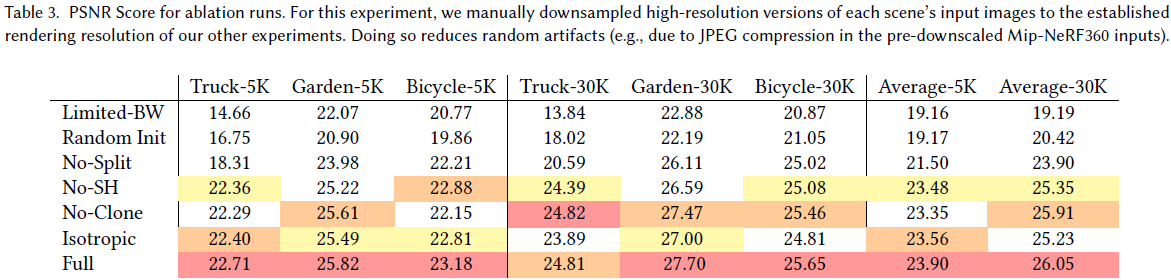 Table 3. PSNR Score for ablation runs. For this experiment, we manually downsampled high-resolution versions of each scene's input images to the established
rendering resolution of our other experiments. Doing so reduces random artifacts (e.g., due to JPEG compression in the pre-downscaled Mip-NeRF360 inputs).
Truck-5K Garden-5K Bicycle-5K Truck-30K Garden-30K Bicycle-30K Average-5K Average-30K
Limited-BW 14.66 22.07 20.77 13.84 22.88 20.87 19.16 19.19
Random Init 16.75 20.90 19.86 18.02 22.19 21.05 19.17 20.42
No-Split 18.31 23.98 22.21 20.59 26.11 25.02 21.50 23.90
No-SH 22.36 25.22 22.88 24.39 26.59 25.08 23.48 25.35
No-Clone 22.29 25.61 22.15 24.82 27.47 25.46 23.35 25.91
Isotropic 22.40 25.49 22.81 23.89 27.00 24.81 23.56 25.23
Full 22.71 25.82 23.18 24.81 27.70 25.65 23.90 26.05